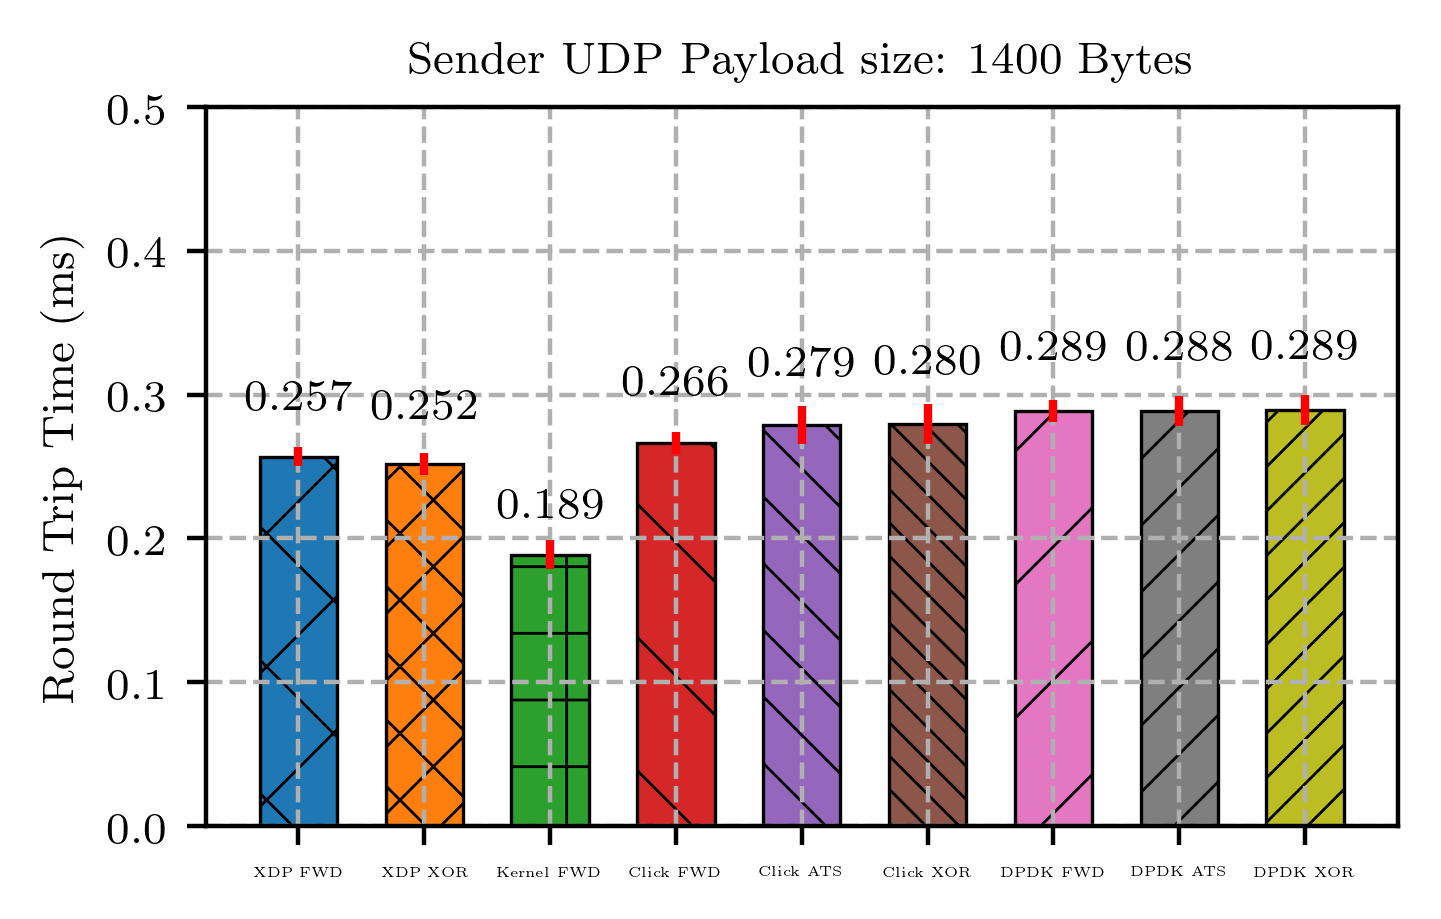 Sender UDP Payload size: 1400 Bytes
Round Trip Time (ms)
0.5
0.4
0.3
0.2
0.1
0.0
0.257
0.252
0.189
0.266
0.279
0.280
0.289
0.288
0.289
XDP FWD
XDP XOR
Kernel FWD
Click FWD
Click ATS
Click XOR
DPDK FWD
DPDK ATS
DPDK XOR